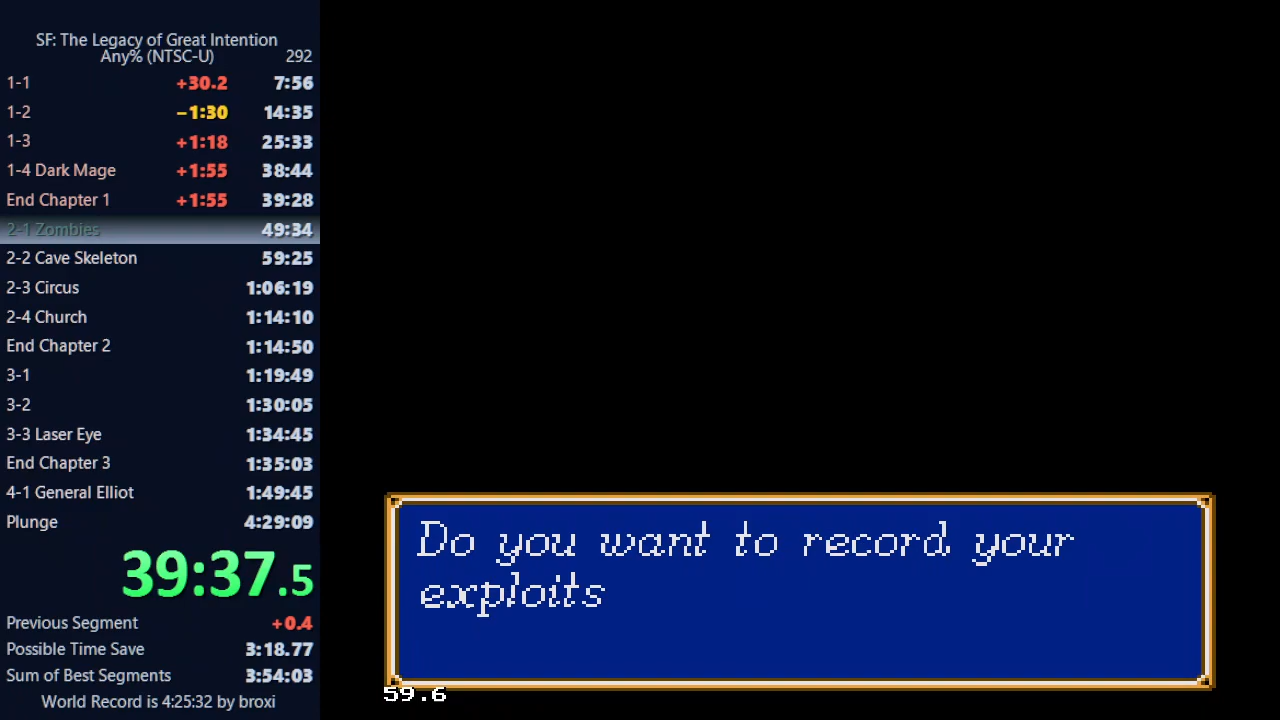 SF: The Legacy of Great Intention
Any% (NTSC-U) 292
1-1 +30.2 7:56
1-2 −1:30 14:35
1-3 +1:18 25:33
1-4 Dark Mage +1:55 38:44
End Chapter 1 +1:55 39:28
2-1 Zombies 49:34
2-2 Cave Skeleton 59:25
2-3 Circus 1:06:19
2-4 Church 1:14:10
End Chapter 2 1:14:50
3-1 1:19:49
3-2 1:30:05
3-3 Laser Eye 1:34:45
End Chapter 3 1:35:03
4-1 General Elliot 1:49:45
Plunge 4:29:09
39:37.5
Previous Segment +0.4
Possible Time Save 3:18.77
Sum of Best Segments 3:54:03
World Record is 4:25:32 by broxi
Do you want to record your
exploits
59.6